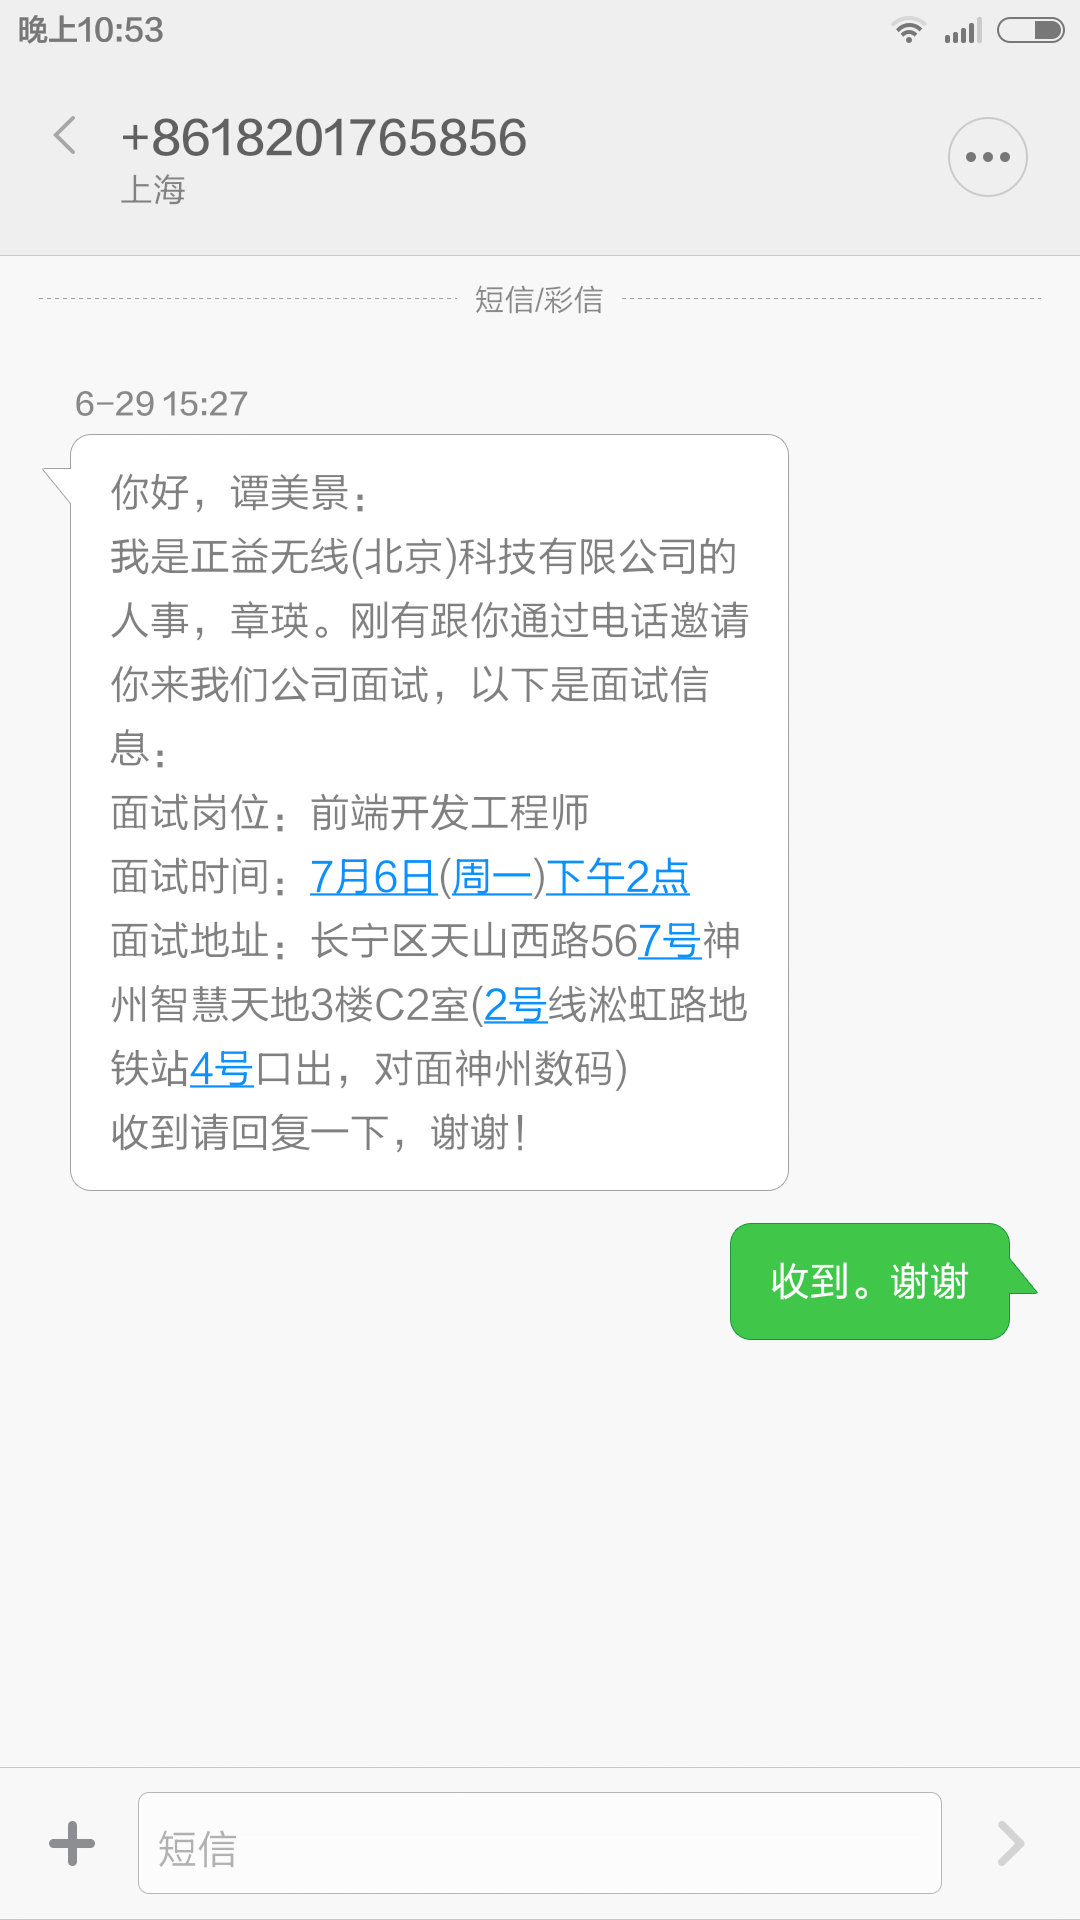 晚上10:53
+8618201765856
上海
短信/彩信
6-29 15:27
你好，谭美景：
我是正益无线(北京)科技有限公司的
人事，章瑛。刚有跟你通过电话邀请
你来我们公司面试，以下是面试信
息：
面试岗位：前端开发工程师
面试时间：7月6日(周一)下午2点
面试地址：长宁区天山西路567号神
州智慧天地3楼C2室(2号线淞虹路地
铁站4号口出，对面神州数码)
收到请回复一下，谢谢！
收到。谢谢
短信